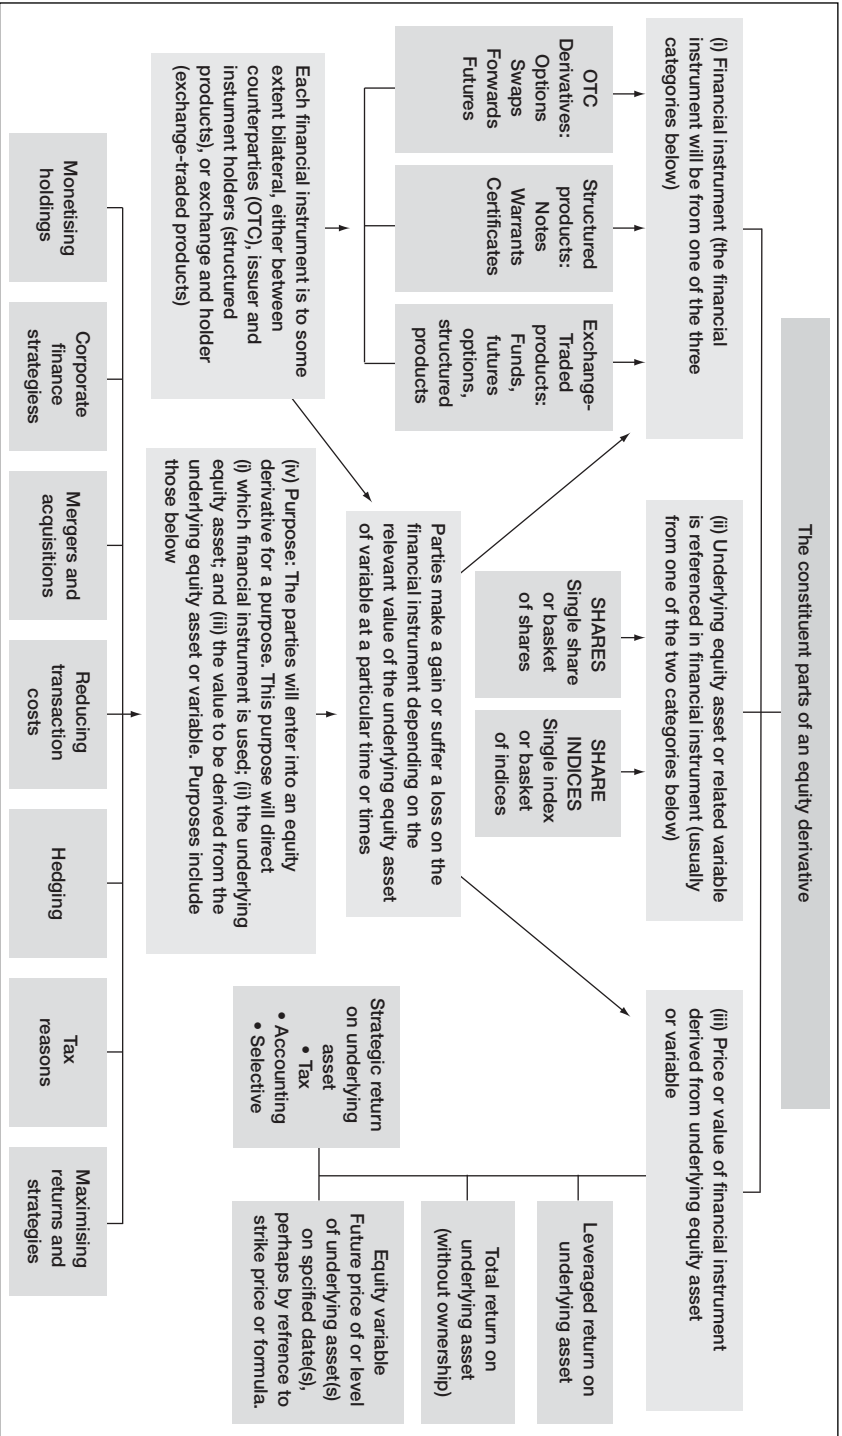 The constituent parts of an equity derivative
(i) Financial instrument (the financial
instrument will be from one of the three
categories below)
OTC
Derivatives:
Options
Swaps
Forwards
Futures
Structured
products:
Notes
Warrants
Certificates
Exchange-
Traded
products:
Funds,
futures
options,
structured
products
Each financial instrument is to some
extent bilateral, either between
counterparties (OTC), issuer and
instument holders (structured
products), or exchange and holder
(exchange-traded products)
(ii) Underlying equity asset or related variable
is referenced in financial instrument (usually
from one of the two categories below)
SHARES
Single share
or basket
of shares
SHARE
INDICES
Single index
or basket
of indices
Parties make a gain or suffer a loss on the
financial instrument depending on the
relevant value of the underlying equity asset
of variable at a particular time or times
(iv) Purpose: The parties will enter into an equity
derivative for a purpose. This purpose will direct
(i) which financial instrument is used; (ii) the underlying
equity asset; and (iii) the value to be derived from the
underlying equity asset or variable. Purposes include
those below
(iii) Price or value of financial instrument
derived from underlying equity asset
or variable
Leveraged return on
underlying asset
Total return on
underlying asset
(without ownership)
Strategic return
on underlying
asset
• Tax
• Accounting
• Selective
Equity variable
Future price of or level
of underlying asset(s)
on spcified date(s),
perhaps by refrence to
strike price or formula.
Monetising
holdings
Corporate
finance
strategiess
Mergers and
acquisitions
Reducing
transaction
costs
Hedging
Tax
reasons
Maximising
returns and
strategies